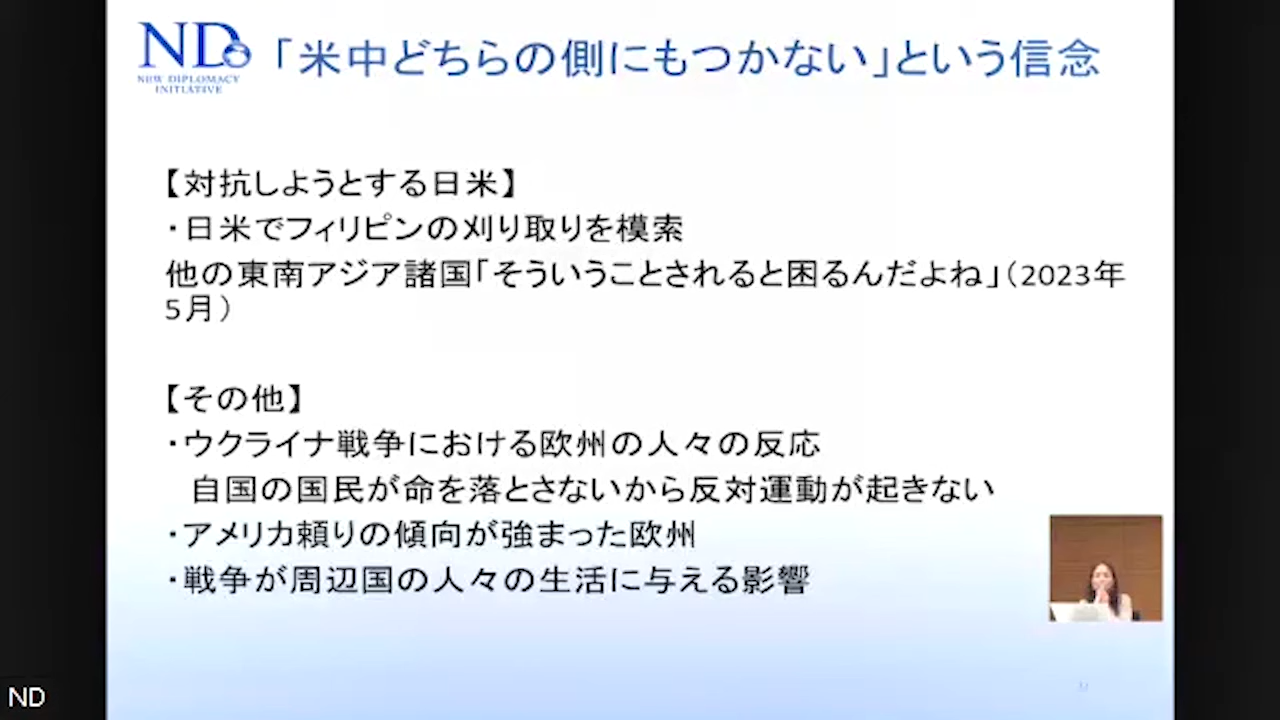 ND
NEW DIPLOMACY
INITIATIVE
「米中どちらの側にもつかない」という信念
【対抗しようとする日米】
・日米でフィリピンの刈り取りを模索
他の東南アジア諸国「そういうことされると困るんだよね」（2023年
5月）
【その他】
・ウクライナ戦争における欧州の人々の反応
自国の国民が命を落とさないから反対運動が起きない
・アメリカ頼りの傾向が強まった欧州
・戦争が周辺国の人々の生活に与える影響
ND